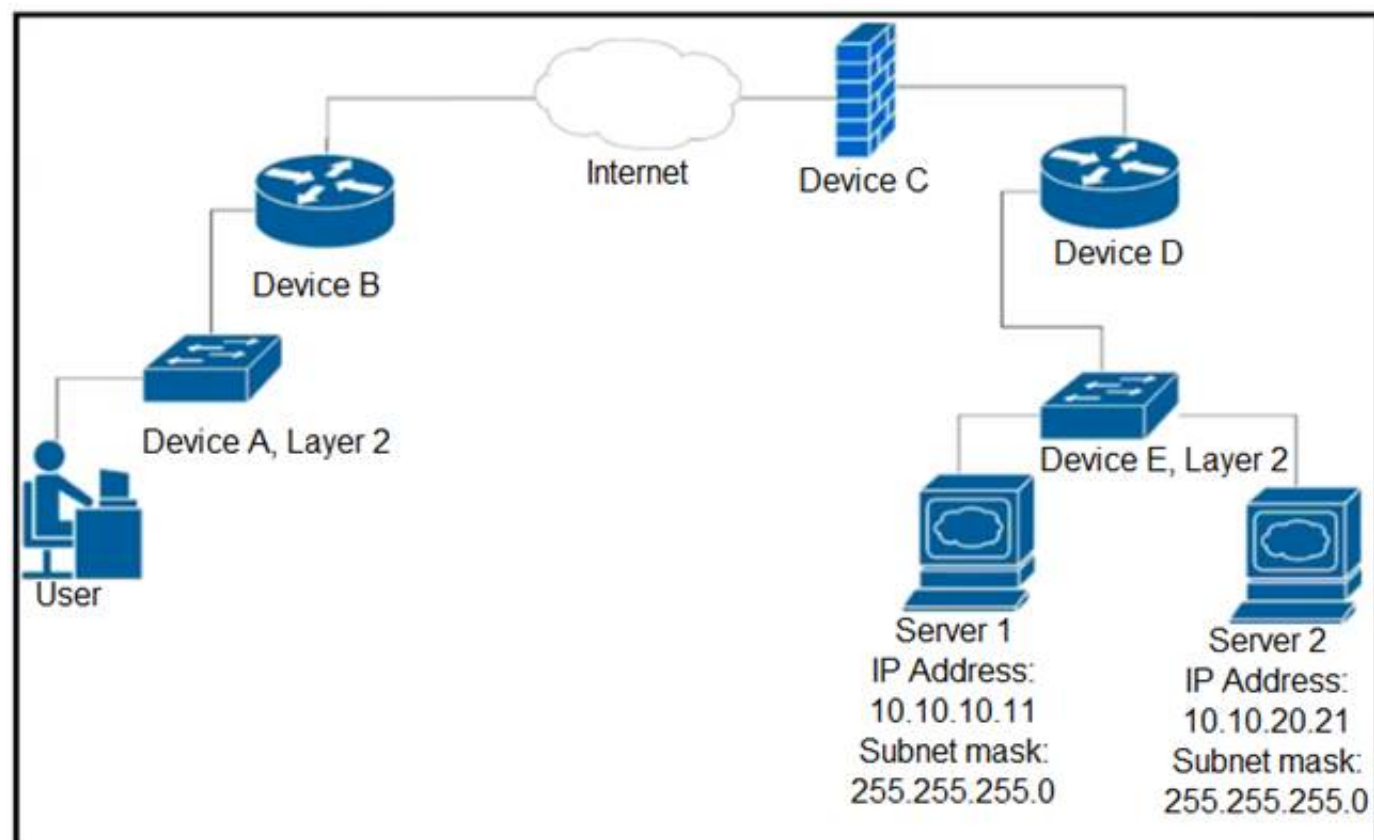 Internet
Device C
Device B
Device D
Device A, Layer 2
Device E, Layer 2
User
Server 1
IP Address:
10.10.10.11
Subnet mask:
255.255.255.0
Server 2
IP Address:
10.10.20.21
Subnet mask:
255.255.255.0